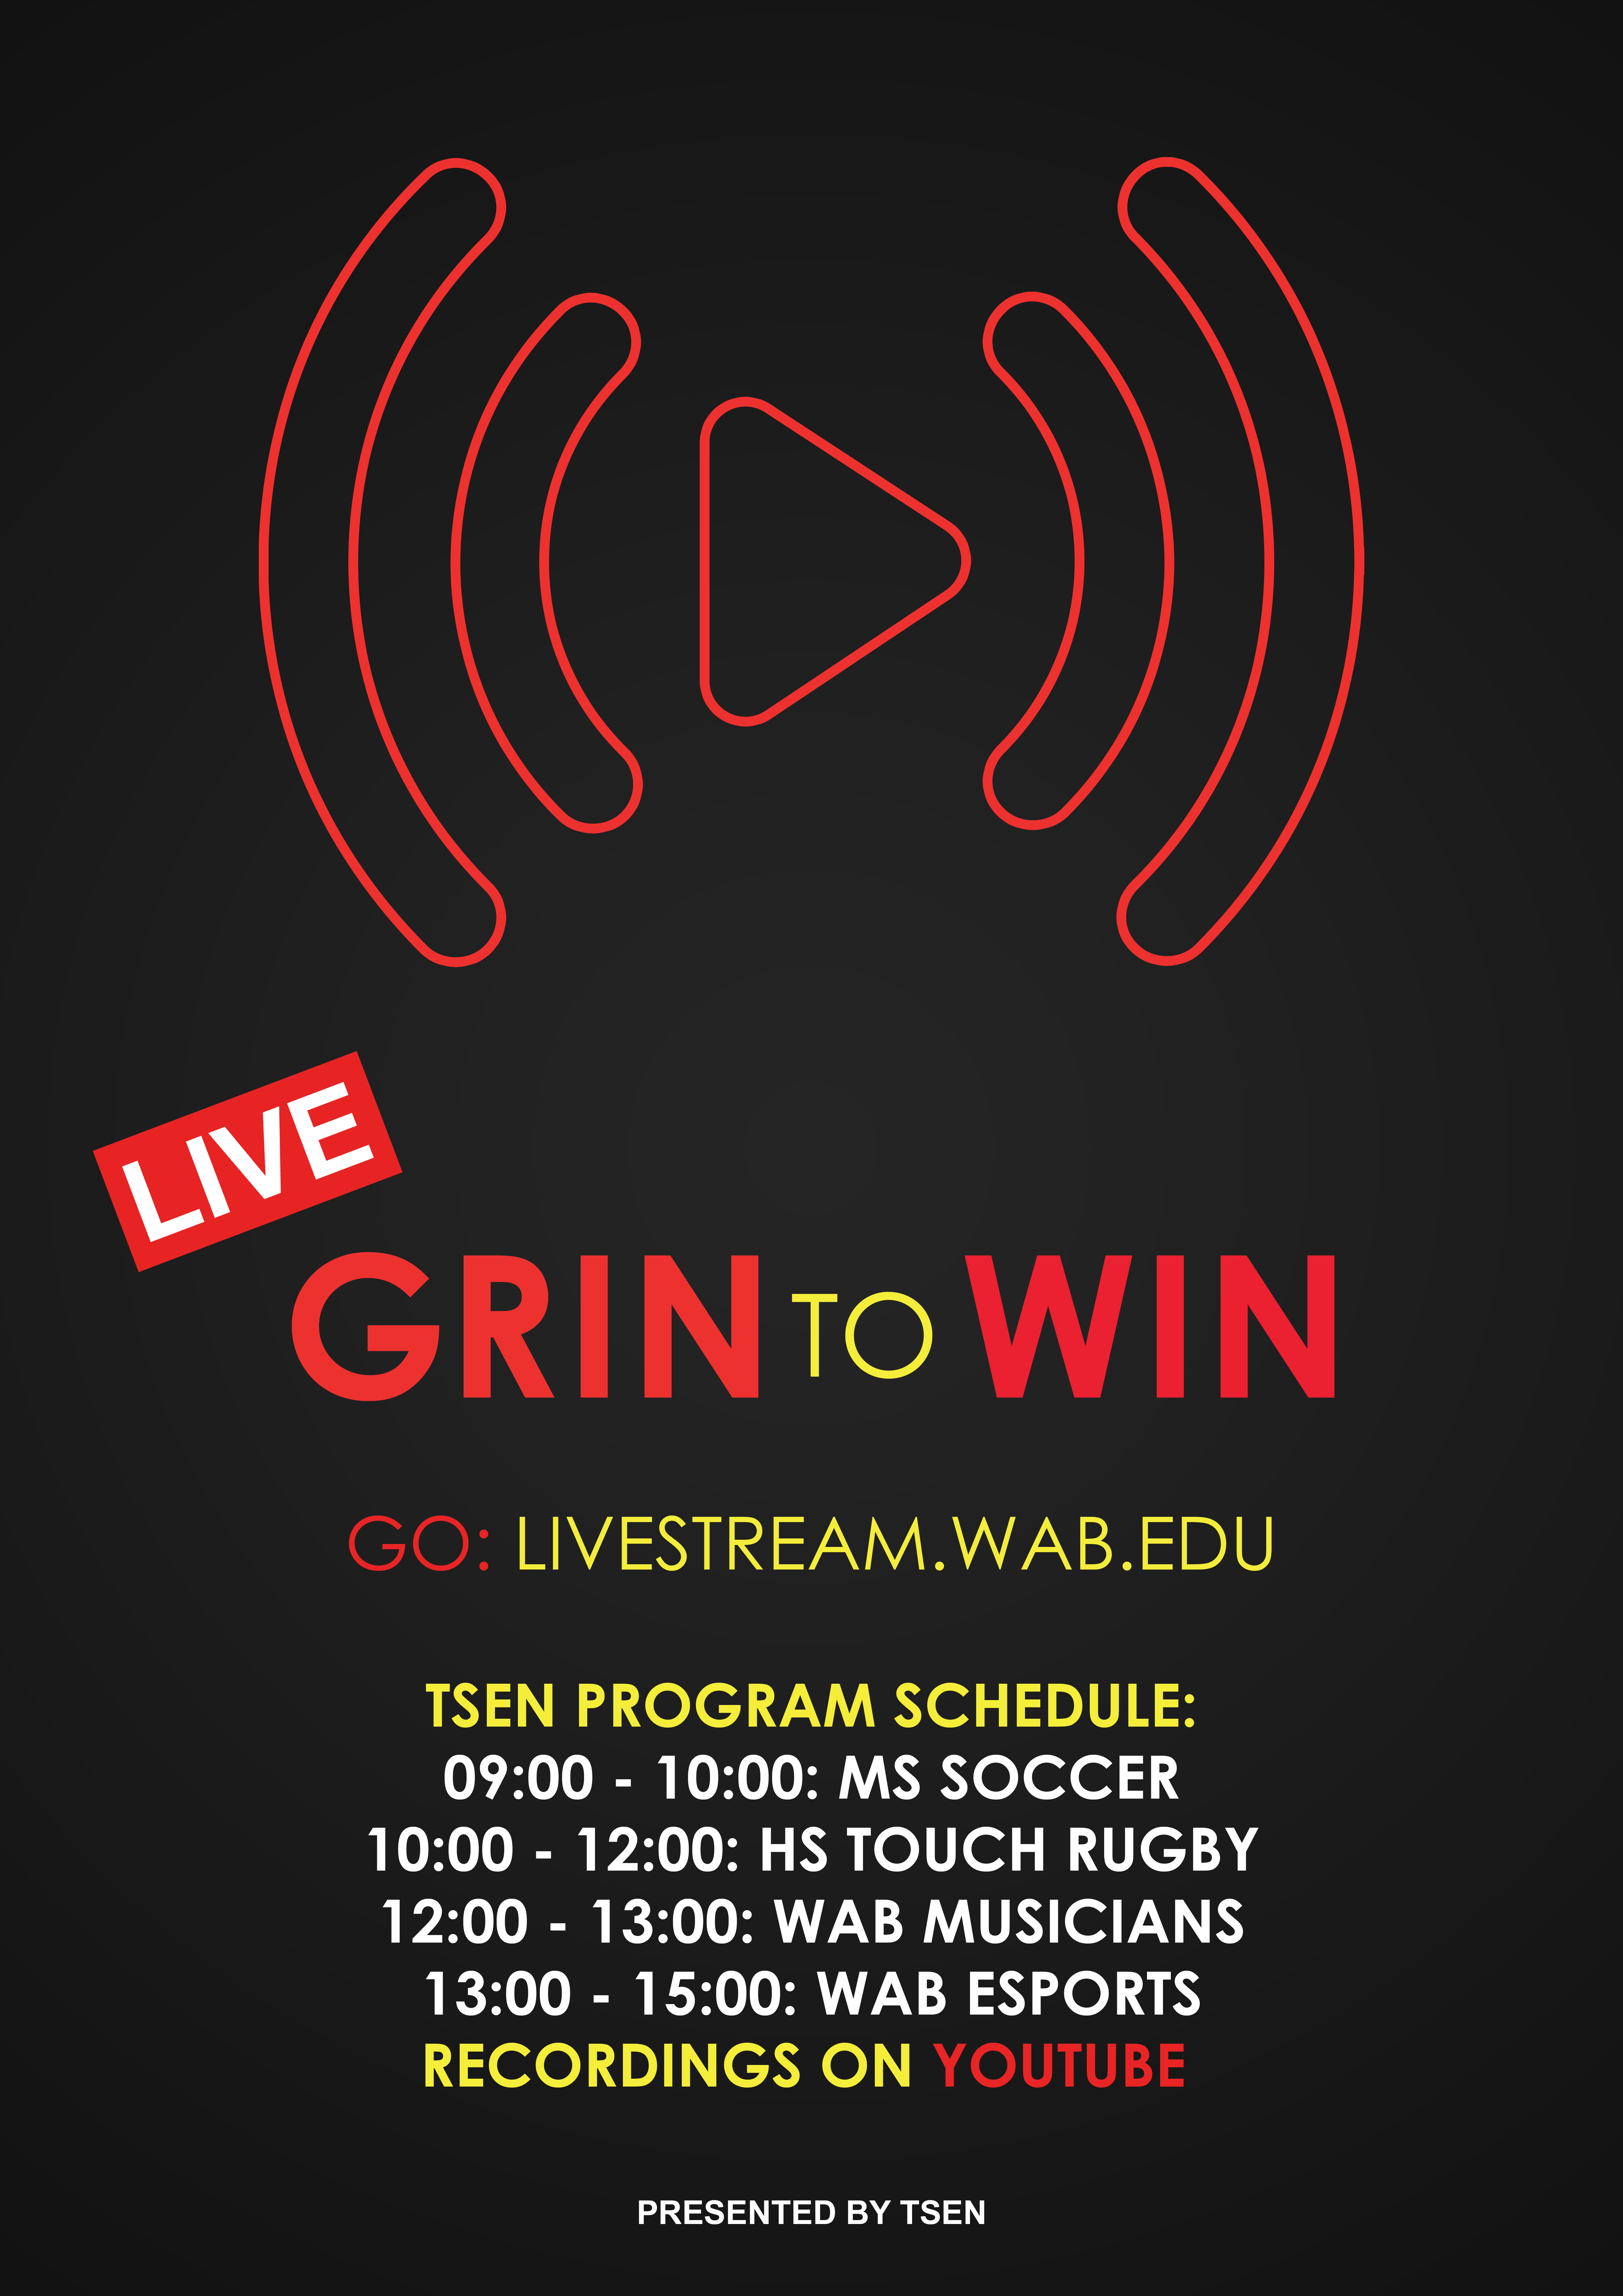 LIVE
GRIN TO WIN
GO: LIVESTREAM.WAB.EDU
TSEN PROGRAM SCHEDULE:
09:00 - 10:00: MS SOCCER
10:00 - 12:00: HS TOUCH RUGBY
12:00 - 13:00: WAB MUSICIANS
13:00 - 15:00: WAB ESPORTS
RECORDINGS ON YOUTUBE
PRESENTED BY TSEN